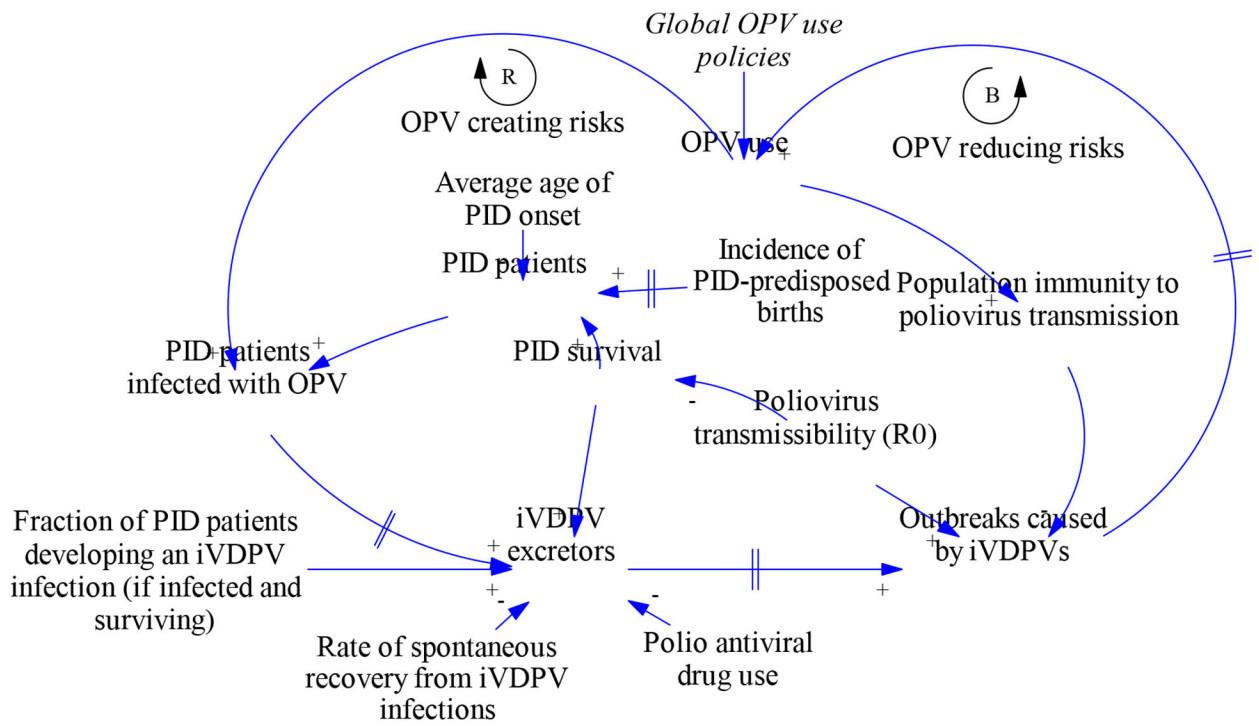 Global OPV use
policies
R
OPV creating risks
B
OPV reducing risks
OPV use
+
Average age of
PID onset
PID patients
+
+
Incidence of
PID-predisposed
births
Population immunity to
poliovirus transmission
+
PID patients
infected with OPV
+
+
PID survival
+
-
Poliovirus
transmissibility (R0)
Fraction of PID patients
developing an iVDPV
infection (if infected and
surviving)
iVDPV
excretors
+
+
+
-
-
Outbreaks caused
by iVDPVs
-
+
+
Rate of spontaneous
recovery from iVDPV
infections
Polio antiviral
drug use